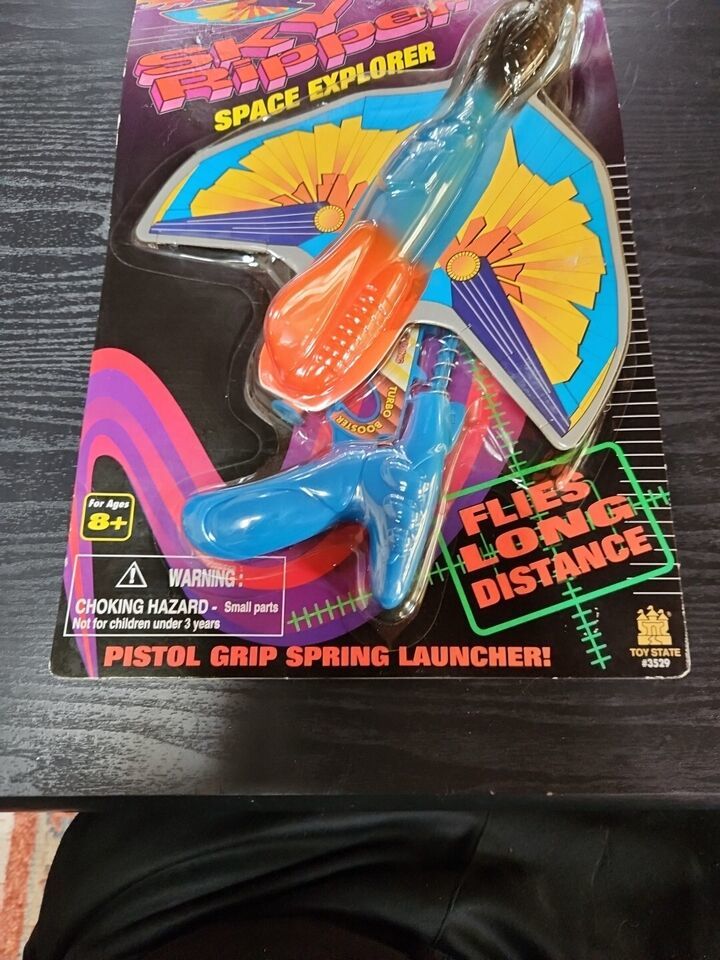 SKY
Ripper
SPACE EXPLORER
TURBO BOOSTER!
For Ages
8+
FLIES
LONG
DISTANCE
WARNING:
CHOKING HAZARD - Small parts
Not for children under 3 years
PISTOL GRIP SPRING LAUNCHER!
TOY STATE
#3529